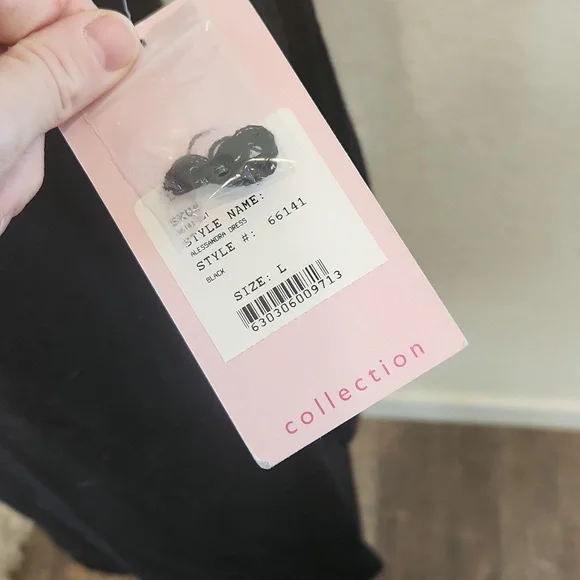 STYLE NAME:
ALESSANDRA DRESS
STYLE #: 66141
BLACK
SIZE: L
630306009713
collection